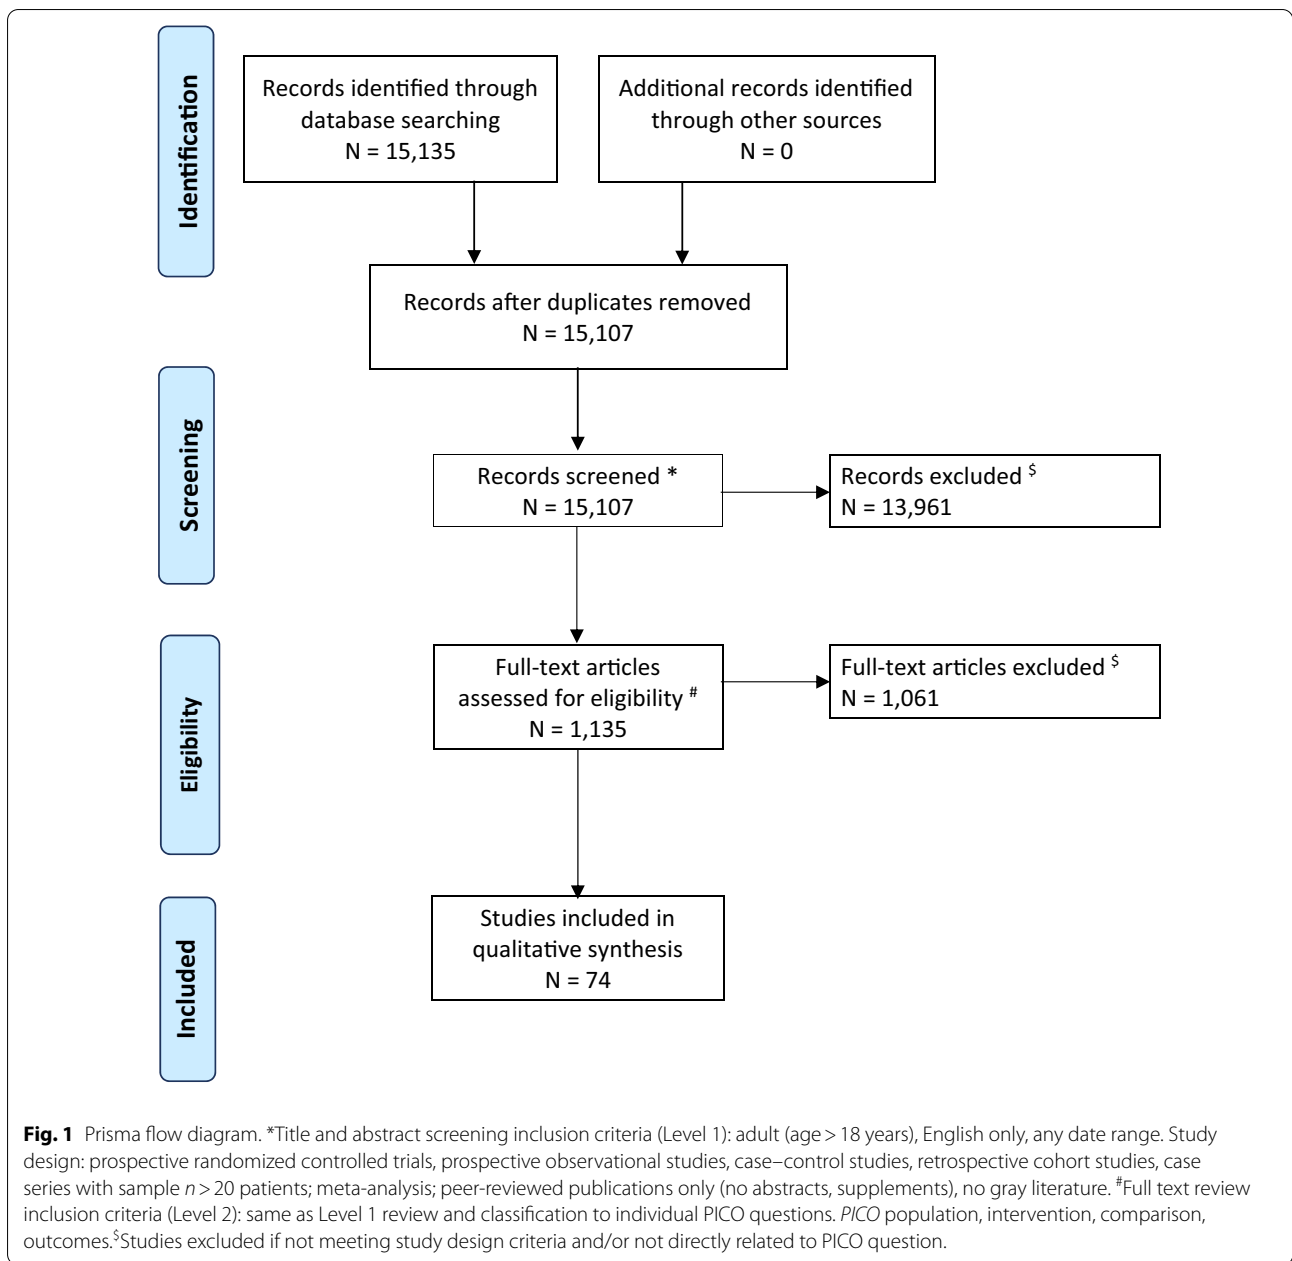 Identification
Records identified through
database searching
N = 15,135
Additional records identified
through other sources
N = 0
Records after duplicates removed
N = 15,107
Screening
Records screened *
N = 15,107
Records excluded $
N = 13,961
Eligibility
Full-text articles
assessed for eligibility #
N = 1,135
Full-text articles excluded $
N = 1,061
Included
Studies included in
qualitative synthesis
N = 74
Fig. 1 Prisma flow diagram. *Title and abstract screening inclusion criteria (Level 1): adult (age > 18 years), English only, any date range. Study
design: prospective randomized controlled trials, prospective observational studies, case–control studies, retrospective cohort studies, case
series with sample n > 20 patients; meta-analysis; peer-reviewed publications only (no abstracts, supplements), no gray literature. #Full text review
inclusion criteria (Level 2): same as Level 1 review and classification to individual PICO questions. PICO population, intervention, comparison,
outcomes.$Studies excluded if not meeting study design criteria and/or not directly related to PICO question.